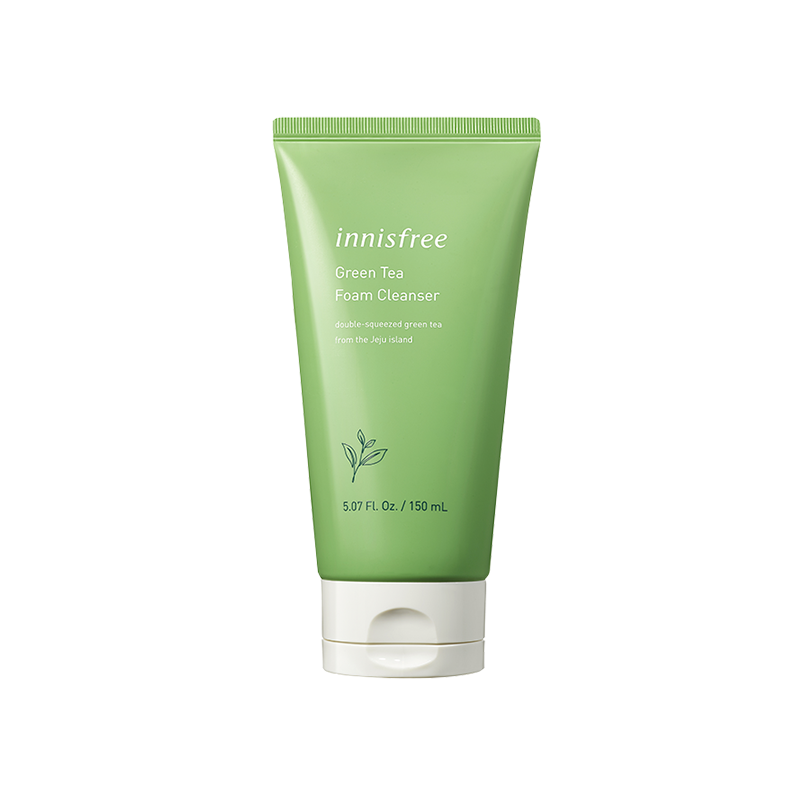 innisfree
Green Tea
Foam Cleanser
double-squeezed green tea
from the Jeju island
5.07 Fl. Oz. / 150 mL